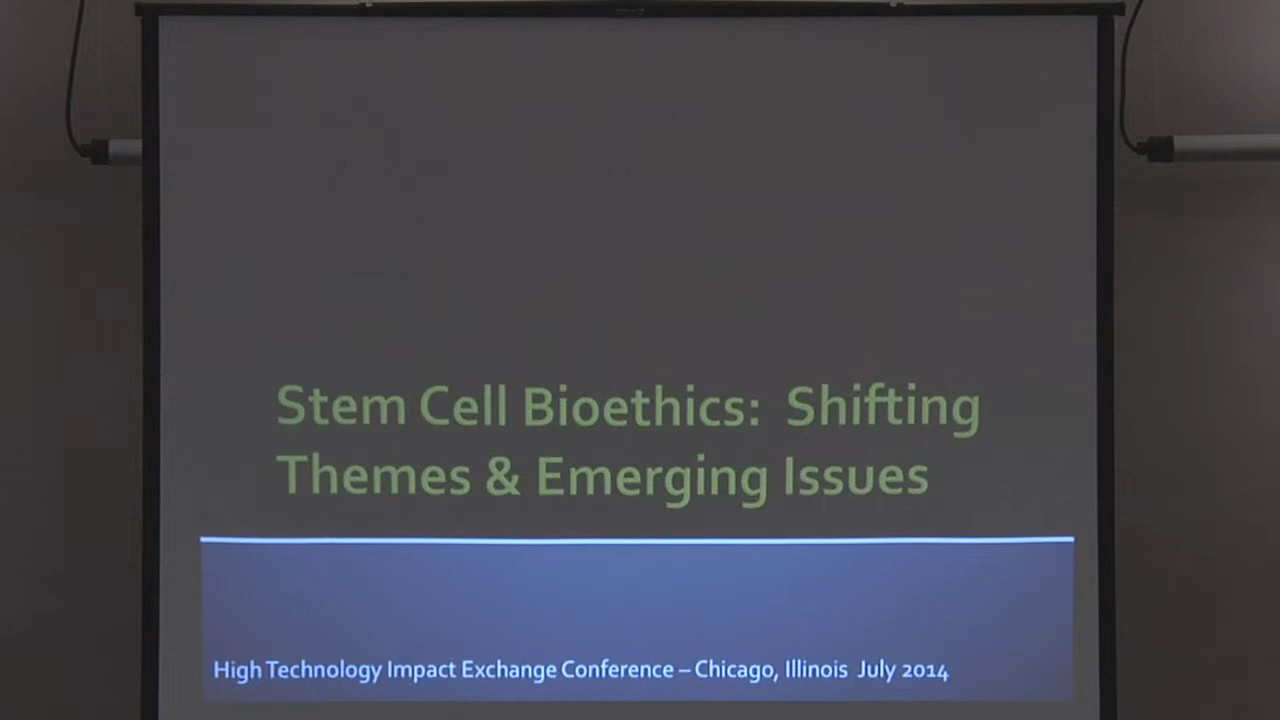 Stem Cell Bioethics:  Shifting
Themes & Emerging Issues
High Technology Impact Exchange Conference – Chicago, Illinois  July 2014